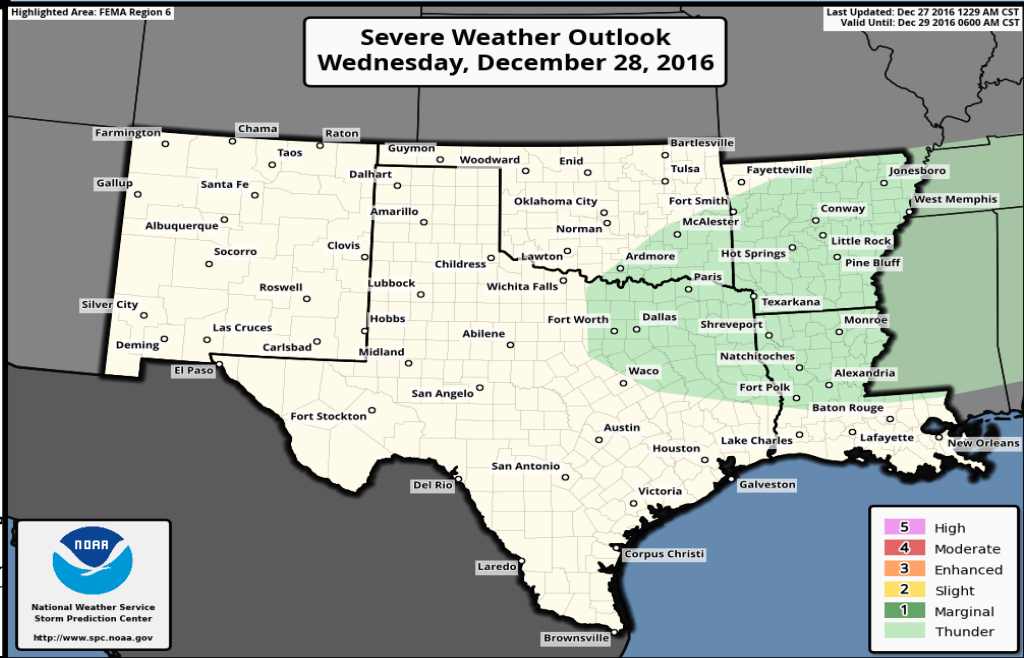 Highlighted Area: FEMA Region 6
Last Updated: Dec 27 2016 1229 AM CST
Valid Until: Dec 29 2016 0600 AM CST
Severe Weather Outlook
Wednesday, December 28, 2016
Farmington
Chama
Raton
Taos
Guymon
Woodward
Enid
Bartlesville
Tulsa
Fayetteville
Jonesboro
Gallup
Santa Fe
Dalhart
Oklahoma City
Fort Smith
West Memphis
Albuquerque
Amarillo
Norman
McAlester
Conway
Little Rock
Socorro
Clovis
Childress
Lawton
Ardmore
Hot Springs
Pine Bluff
Roswell
Lubbock
Wichita Falls
Paris
Texarkana
Silver City
Las Cruces
Hobbs
Abilene
Fort Worth
Dallas
Shreveport
Monroe
Deming
Carlsbad
Midland
Natchitoches
El Paso
San Angelo
Waco
Fort Polk
Alexandria
Fort Stockton
Austin
Baton Rouge
Houston
Lake Charles
Lafayette
New Orleans
Del Rio
San Antonio
Victoria
Galveston
Laredo
Corpus Christi
Brownsville
NOAA
National Weather Service
Storm Prediction Center
http://www.spc.noaa.gov
5 High
4 Moderate
3 Enhanced
2 Slight
1 Marginal
Thunder